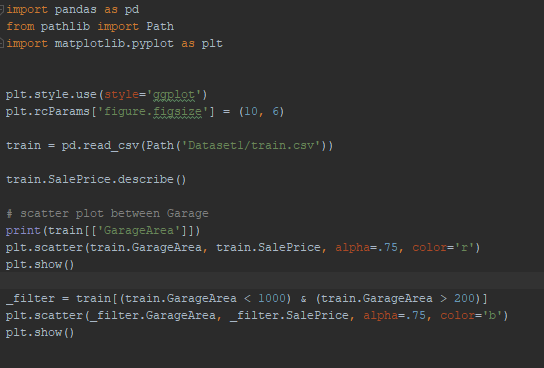 import pandas as pd
from pathlib import Path
import matplotlib.pyplot as plt
plt.style.use(style='ggplot')
plt.rcParams['figure.figsize'] = (10, 6)
train = pd.read_csv(Path('Dataset1/train.csv'))
train.SalePrice.describe()
# scatter plot between Garage
print(train[['GarageArea']])
plt.scatter(train.GarageArea, train.SalePrice, alpha=.75, color='r')
plt.show()
_filter = train[(train.GarageArea < 1000) & (train.GarageArea > 200)]
plt.scatter(_filter.GarageArea, _filter.SalePrice, alpha=.75, color='b')
plt.show()